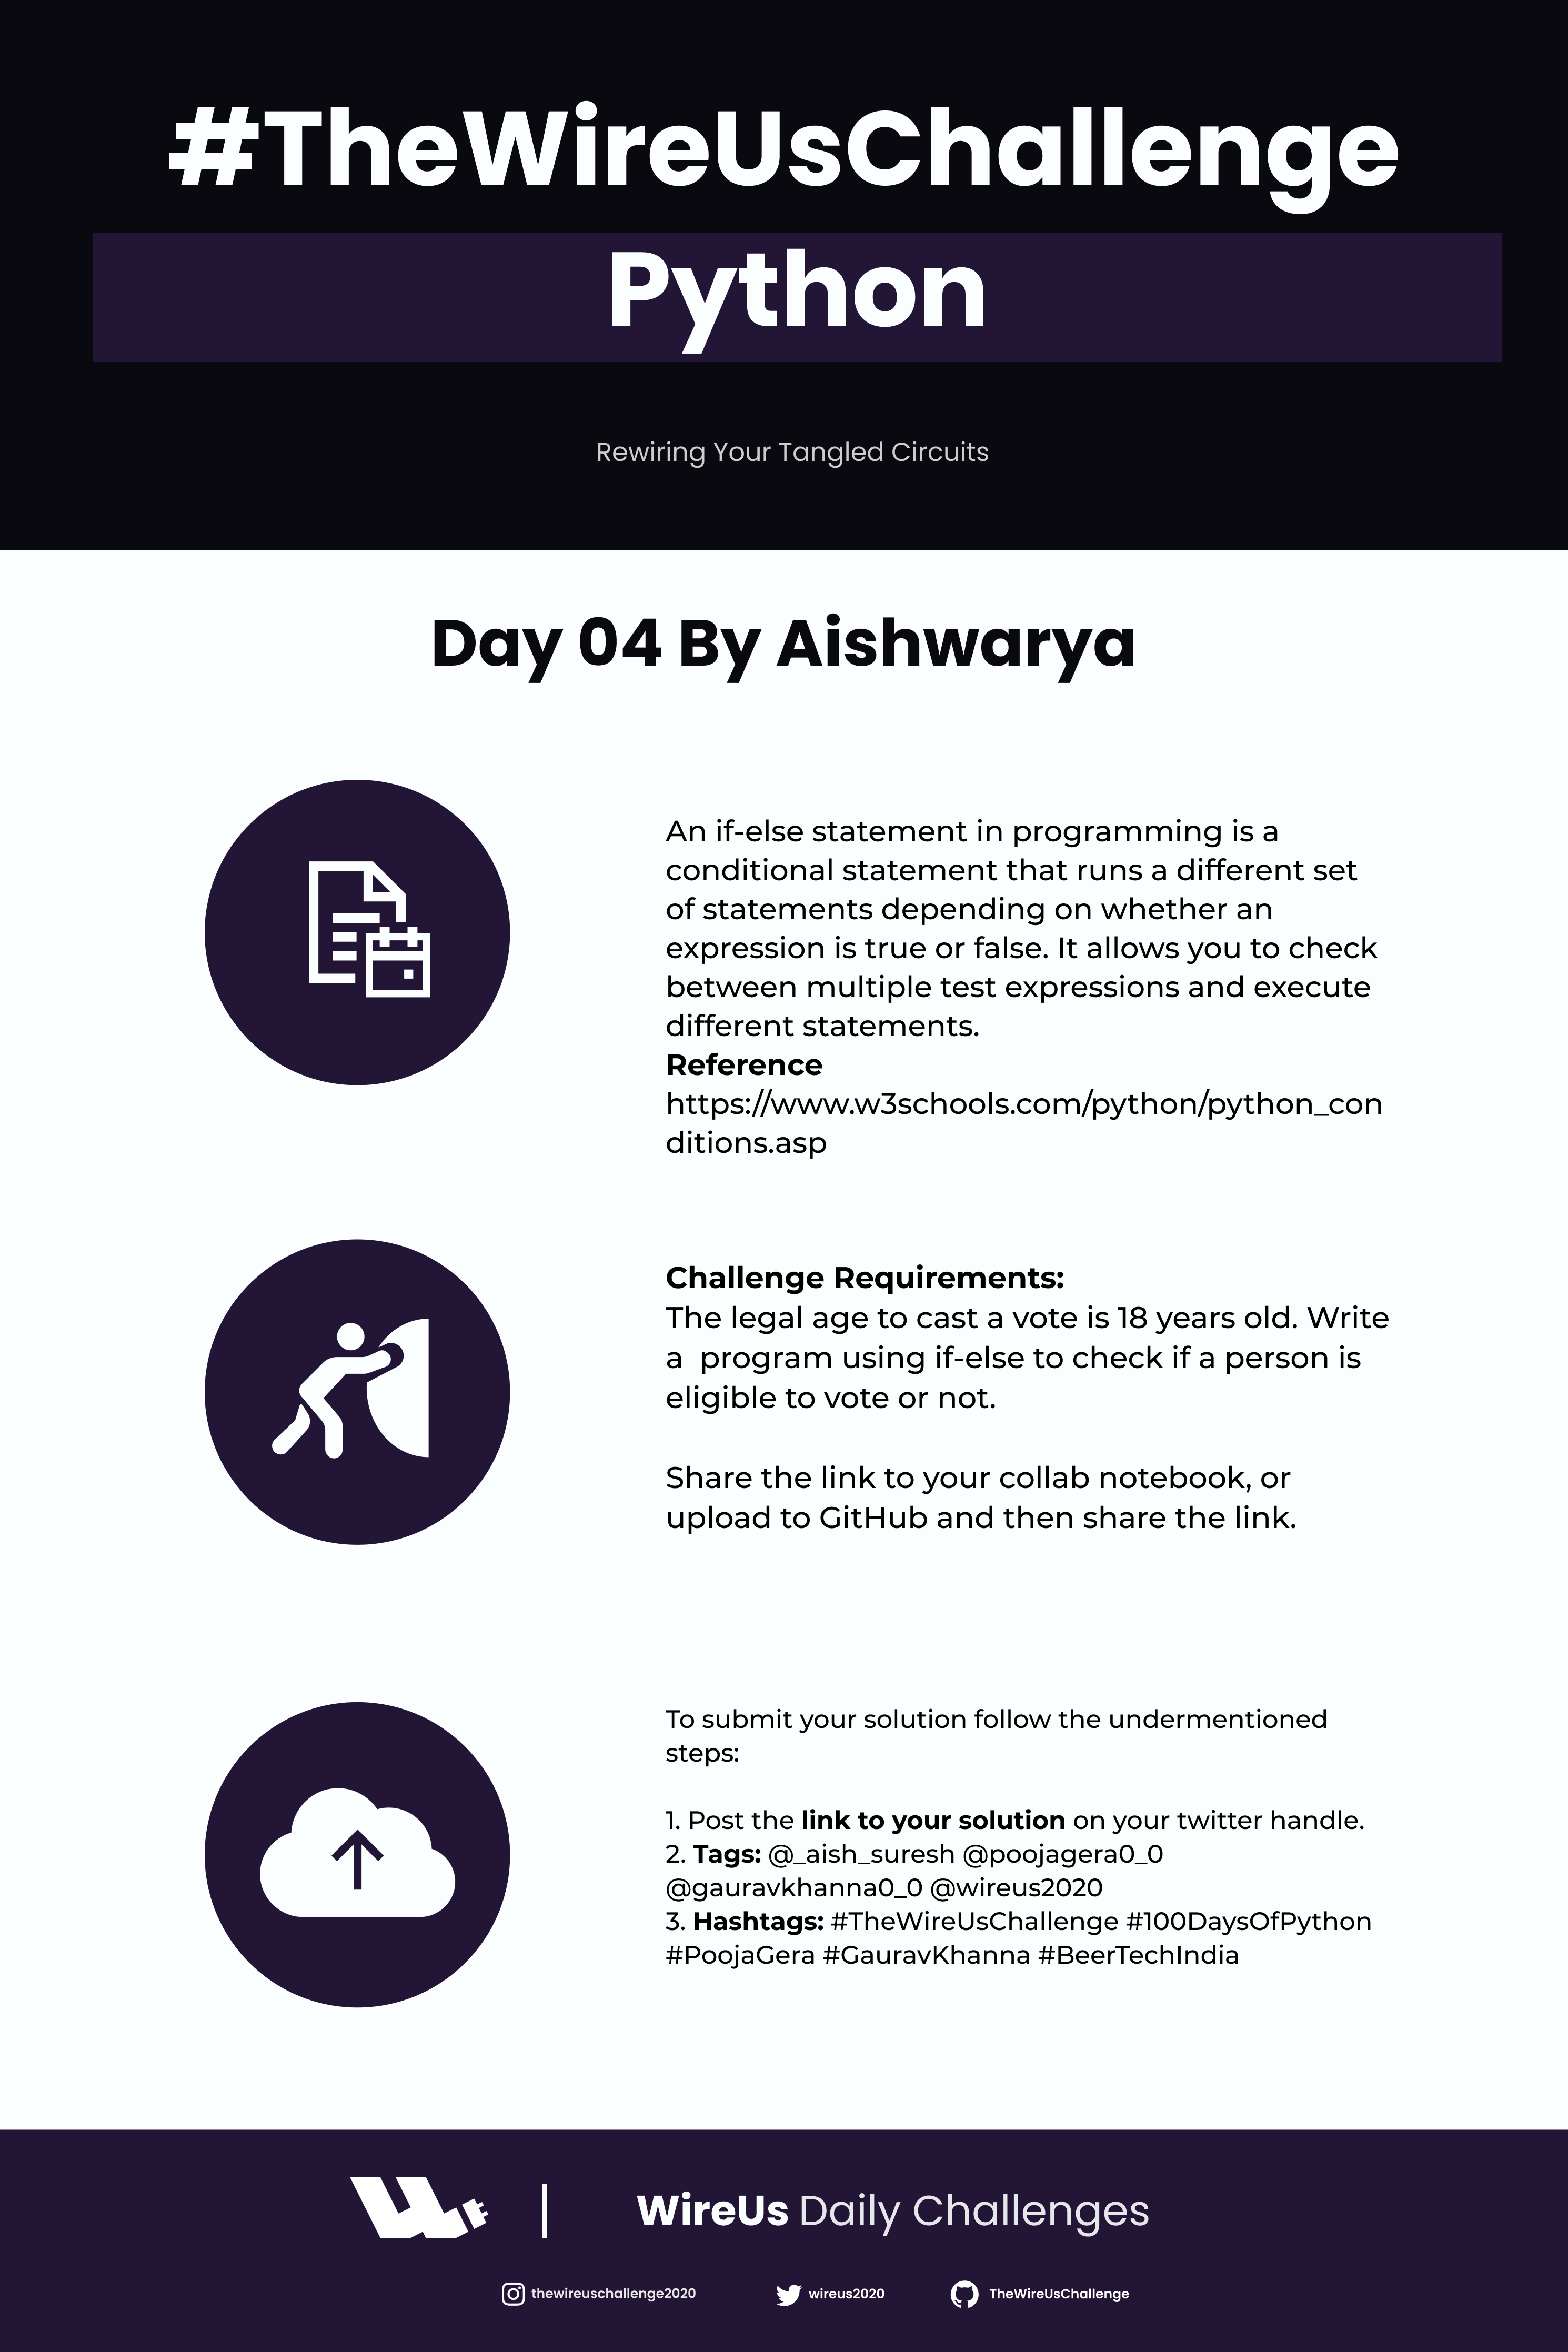 #TheWireUsChallenge
Python
Rewiring Your Tangled Circuits
Day 04 By Aishwarya
An if-else statement in programming is a
conditional statement that runs a different set
of statements depending on whether an
expression is true or false. It allows you to check
between multiple test expressions and execute
different statements.
Reference
https://www.w3schools.com/python/python_con
ditions.asp
Challenge Requirements:
The legal age to cast a vote is 18 years old. Write
a  program using if-else to check if a person is
eligible to vote or not.
Share the link to your collab notebook, or
upload to GitHub and then share the link.
To submit your solution follow the undermentioned
steps:
1. Post the link to your solution on your twitter handle.
2. Tags: @_aish_suresh @poojagera0_0
@gauravkhanna0_0 @wireus2020
3. Hashtags: #TheWireUsChallenge #100DaysOfPython
#PoojaGera #GauravKhanna #BeerTechIndia
WireUs Daily Challenges
thewireuschallenge2020 wireus2020 TheWireUsChallenge